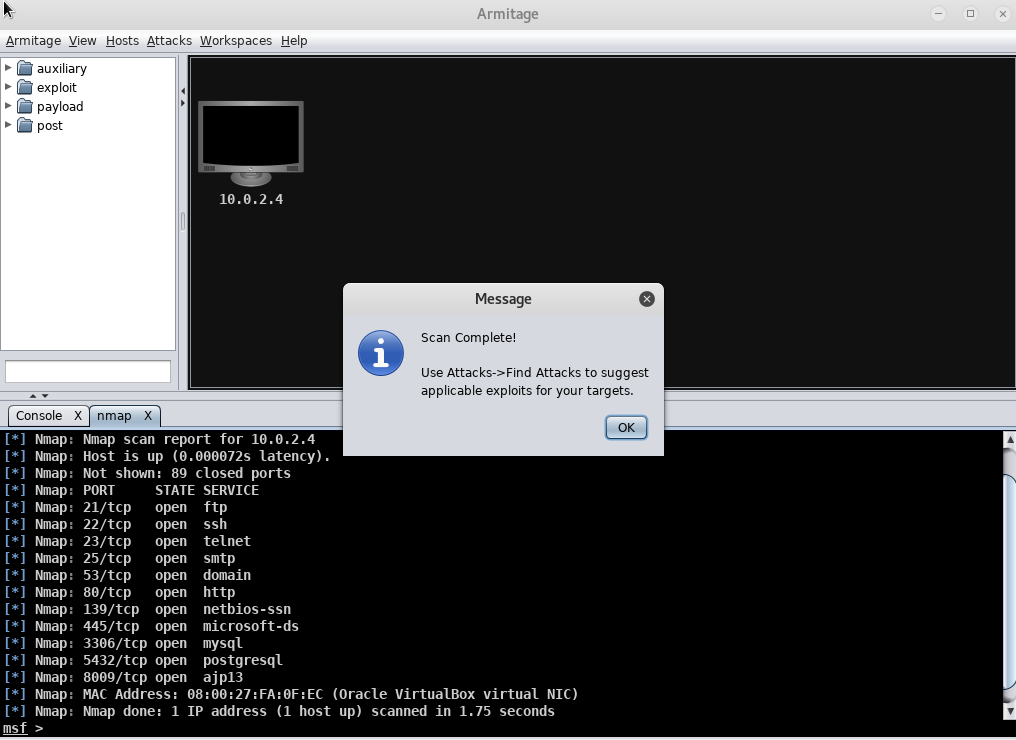 Armitage
Armitage View Hosts Attacks Workspaces Help
auxiliary
exploit
payload
post
10.0.2.4
Message
Scan Complete!
Use Attacks->Find Attacks to suggest
applicable exploits for your targets.
OK
Console X nmap X
[*] Nmap: Nmap scan report for 10.0.2.4
[*] Nmap: Host is up (0.000072s latency).
[*] Nmap: Not shown: 89 closed ports
[*] Nmap: PORT     STATE SERVICE
[*] Nmap: 21/tcp   open  ftp
[*] Nmap: 22/tcp   open  ssh
[*] Nmap: 23/tcp   open  telnet
[*] Nmap: 25/tcp   open  smtp
[*] Nmap: 53/tcp   open  domain
[*] Nmap: 80/tcp   open  http
[*] Nmap: 139/tcp  open  netbios-ssn
[*] Nmap: 445/tcp  open  microsoft-ds
[*] Nmap: 3306/tcp open  mysql
[*] Nmap: 5432/tcp open  postgresql
[*] Nmap: 8009/tcp open  ajp13
[*] Nmap: MAC Address: 08:00:27:FA:0F:EC (Oracle VirtualBox virtual NIC)
[*] Nmap: Nmap done: 1 IP address (1 host up) scanned in 1.75 seconds
msf >